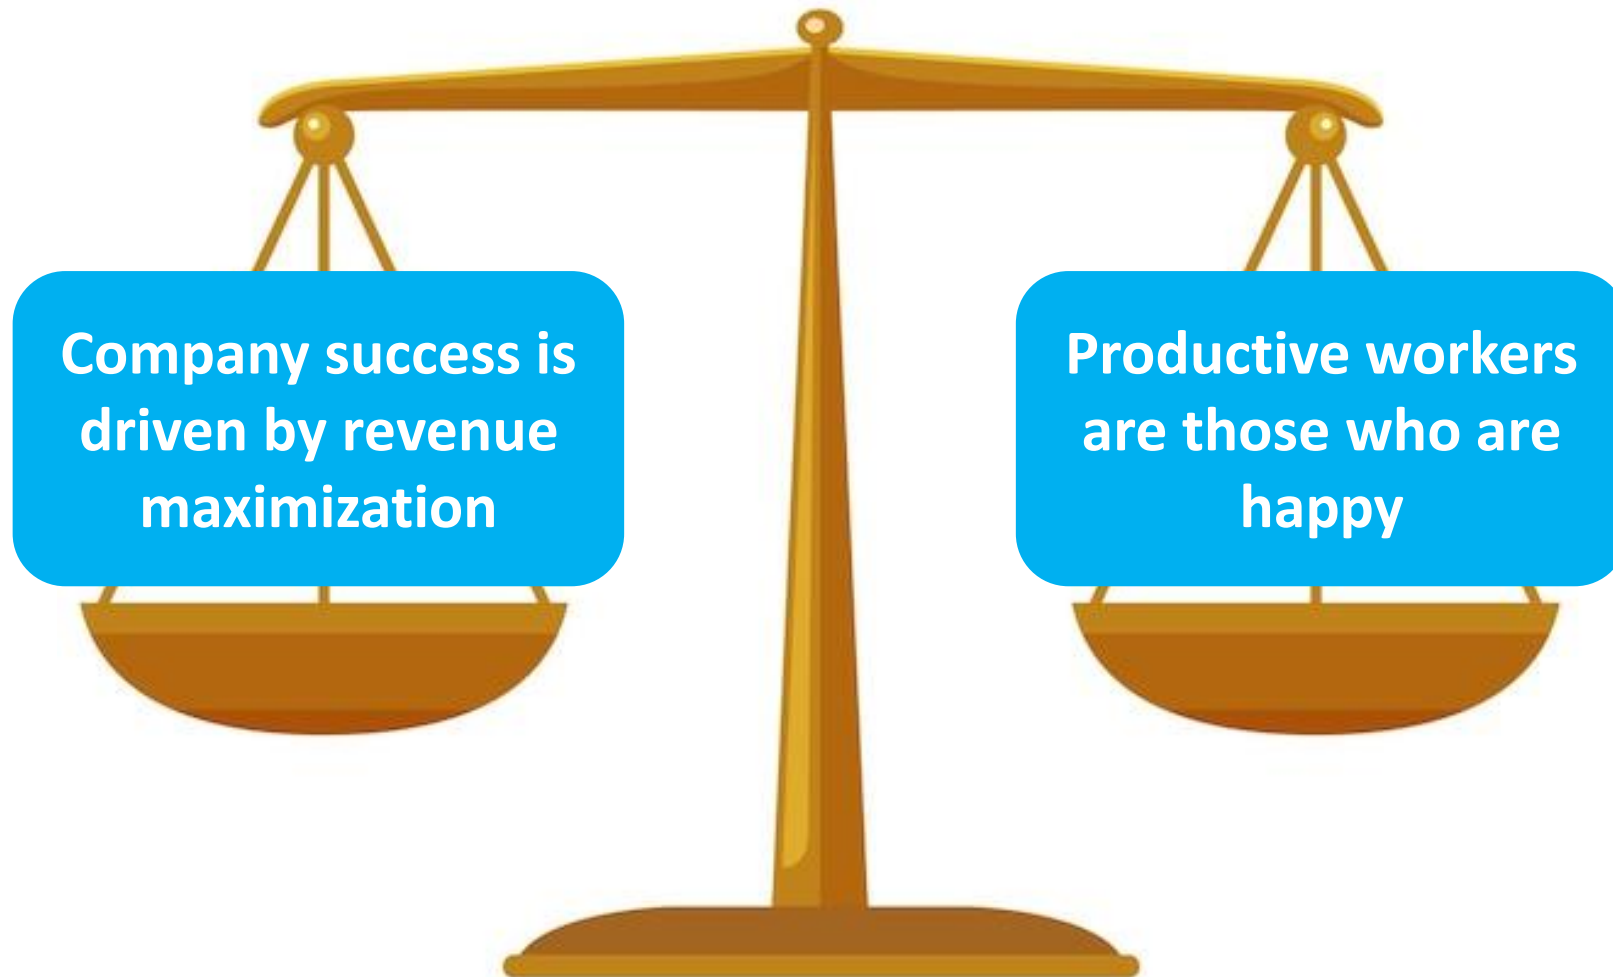 Company success is
driven by revenue
maximization
Productive workers
are those who are
happy